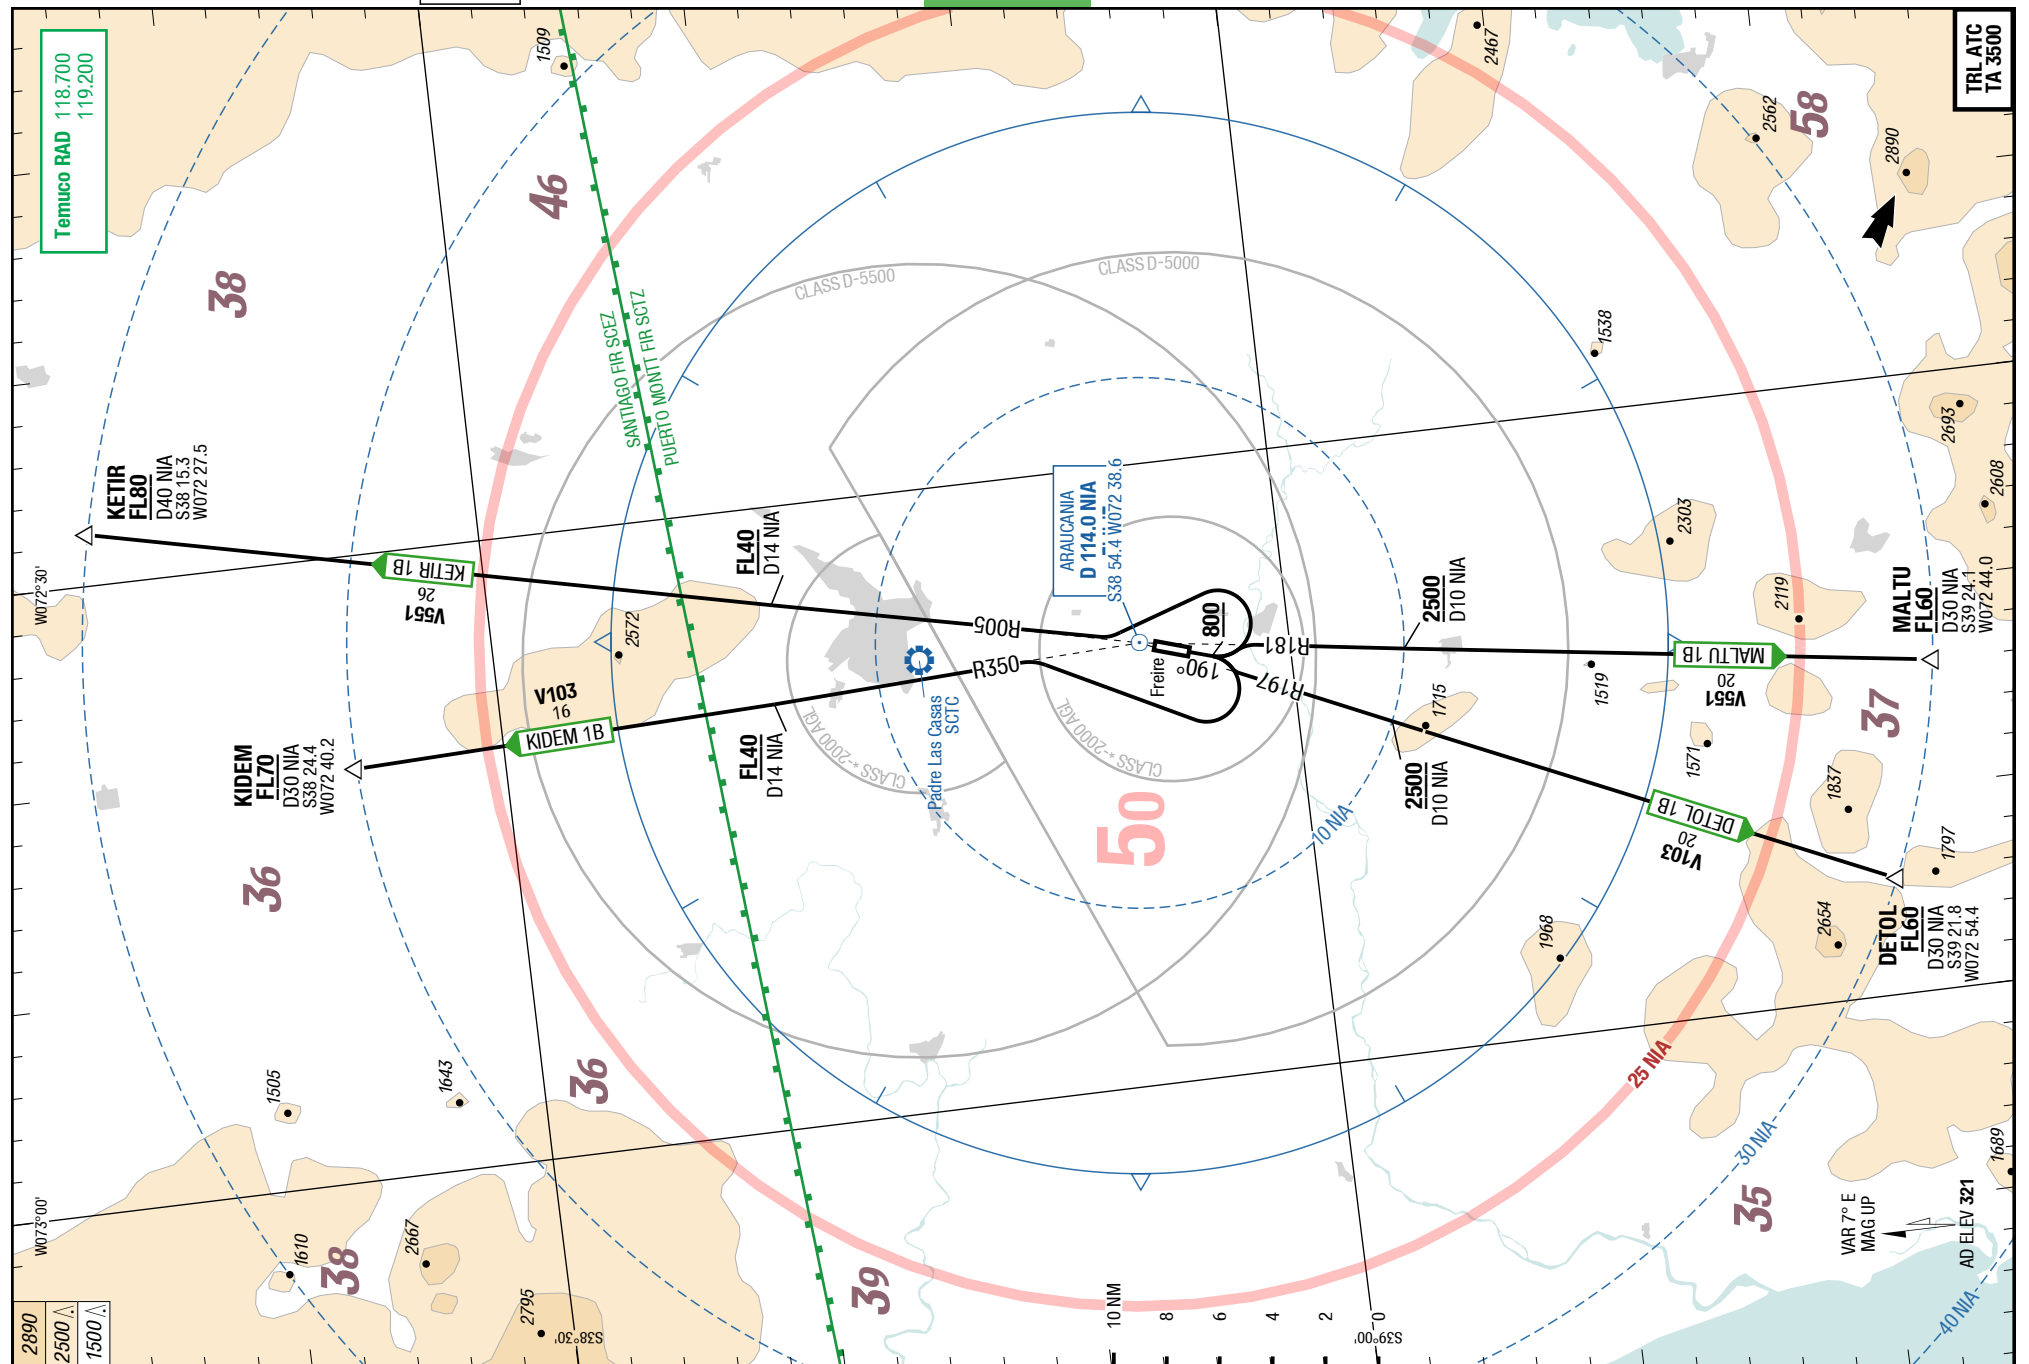 Temuco RAD 118.700
119.200
TRL ATC
TA 3500
1509
2467
2562
58
2890
46
38
CLASS D-5500
CLASS D-5000
SANTIAGO FIR SCEZ
PUERTO MONTT FIR SCTZ
1538
2693
2608
KETIR
FL80
D40 NIA
S38 15.3
W072 27.5
KETIR 1B
26
V551
W072°30'
FL40
D14 NIA
ARAUCANIA
D 114.0 NIA
S38 54.4 W072 38.6
2303
2119
MALTU
FL60
D30 NIA
S39 24.1
W072 44.0
2500
D10 NIA
R005
R350
800
190°
R181
R197
Freire
2572
V103
16
KIDEM 1B
KIDEM
FL70
D30 NIA
S38 24.4
W072 40.2
FL40
D14 NIA
CLASS *-2000 AGL
CLASS *-2000 AGL
Padre Las Casas
SCTC
1715
1519
MALTU 1B
20
V551
37
1571
2500
D10 NIA
DETOL 1B
20
V103
1837
1797
50
10 NIA
36
1968
2654
DETOL
FL60
D30 NIA
S39 21.8
W072 54.4
1505
1643
36
25 NIA
30 NIA
1689
35
VAR 7° E
MAG UP
AD ELEV 321
W073°00'
1610
38
2667
2795
39
40 NIA
10 NM
8
6
4
2
0
S38°30'
S39°00'
2890
2500
1500